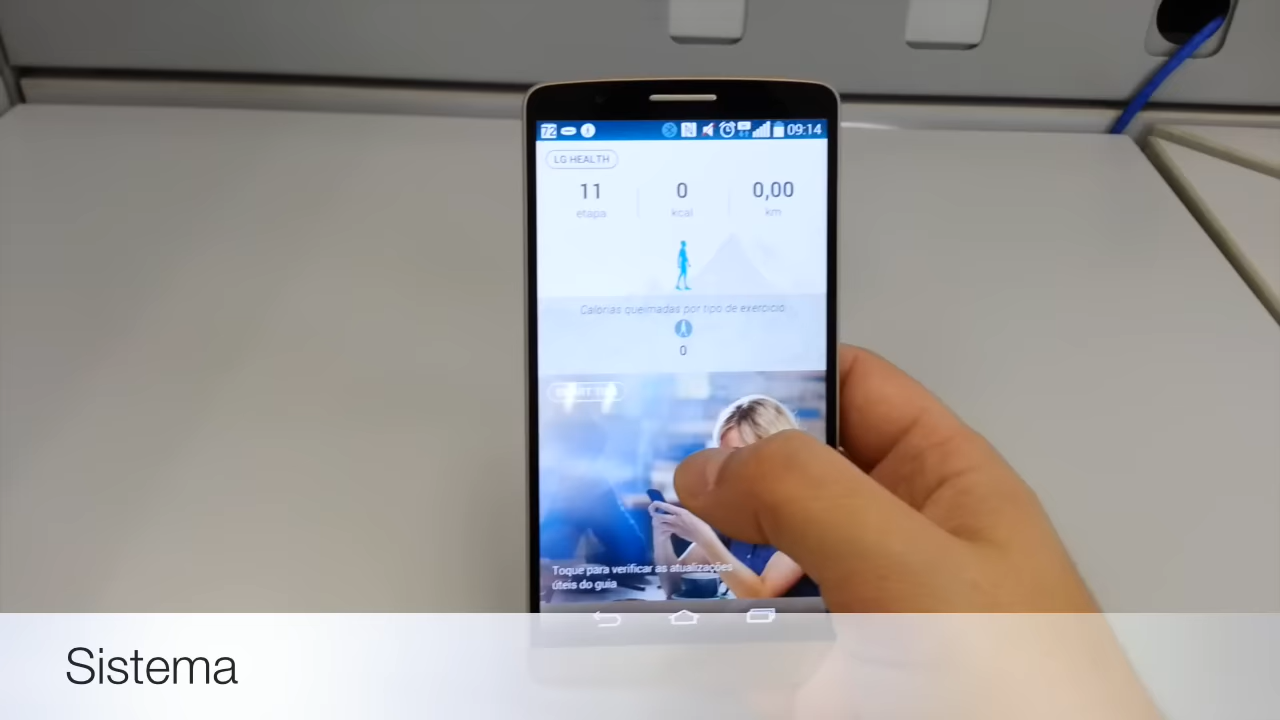 72
09:14
LG HEALTH
11
0
0,00
etapa
kcal
km
Calorias queimadas por tipo de exercício
0
Toque para verificar as atualizações
úteis do guia
Sistema